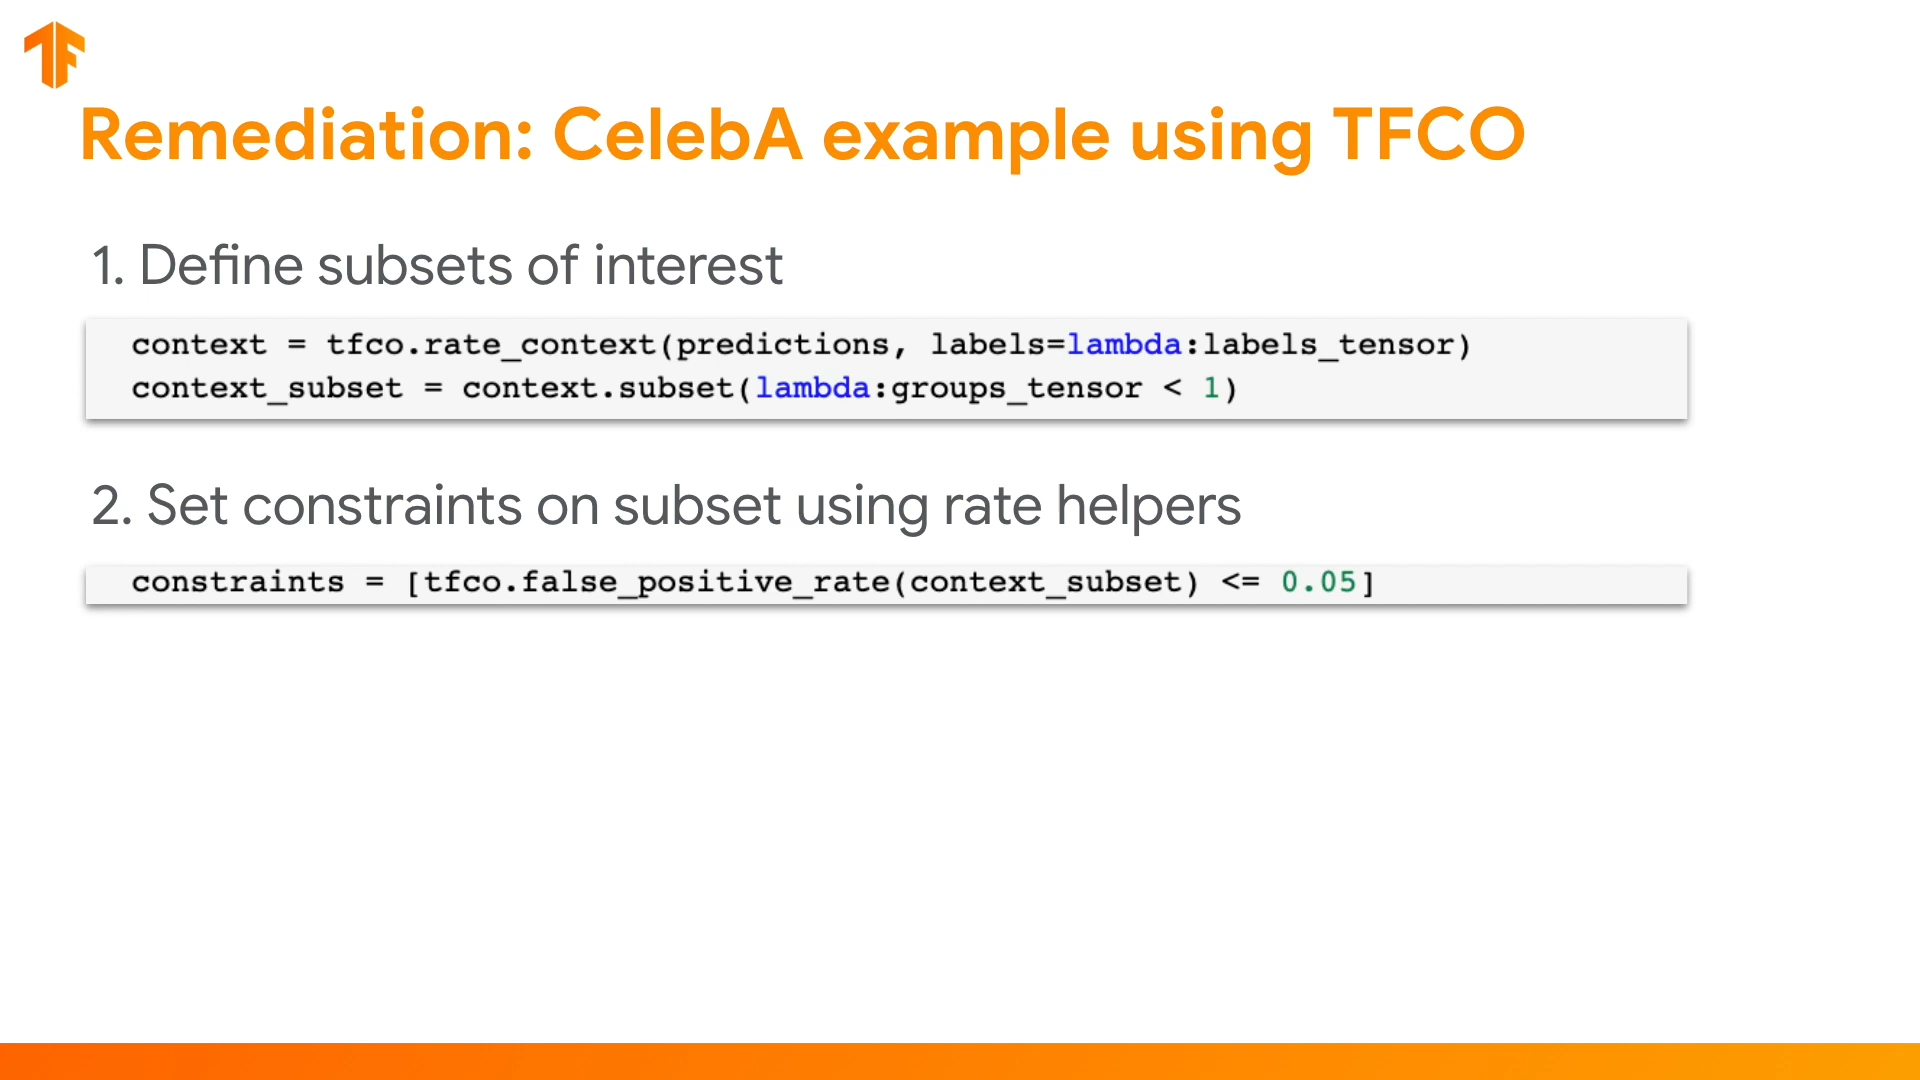 Remediation: CelebA example using TFCO
1. Define subsets of interest
context = tfco.rate_context(predictions, labels=lambda:labels_tensor)
context_subset = context.subset(lambda:groups_tensor < 1)
2. Set constraints on subset using rate helpers
constraints = [tfco.false_positive_rate(context_subset) <= 0.05]